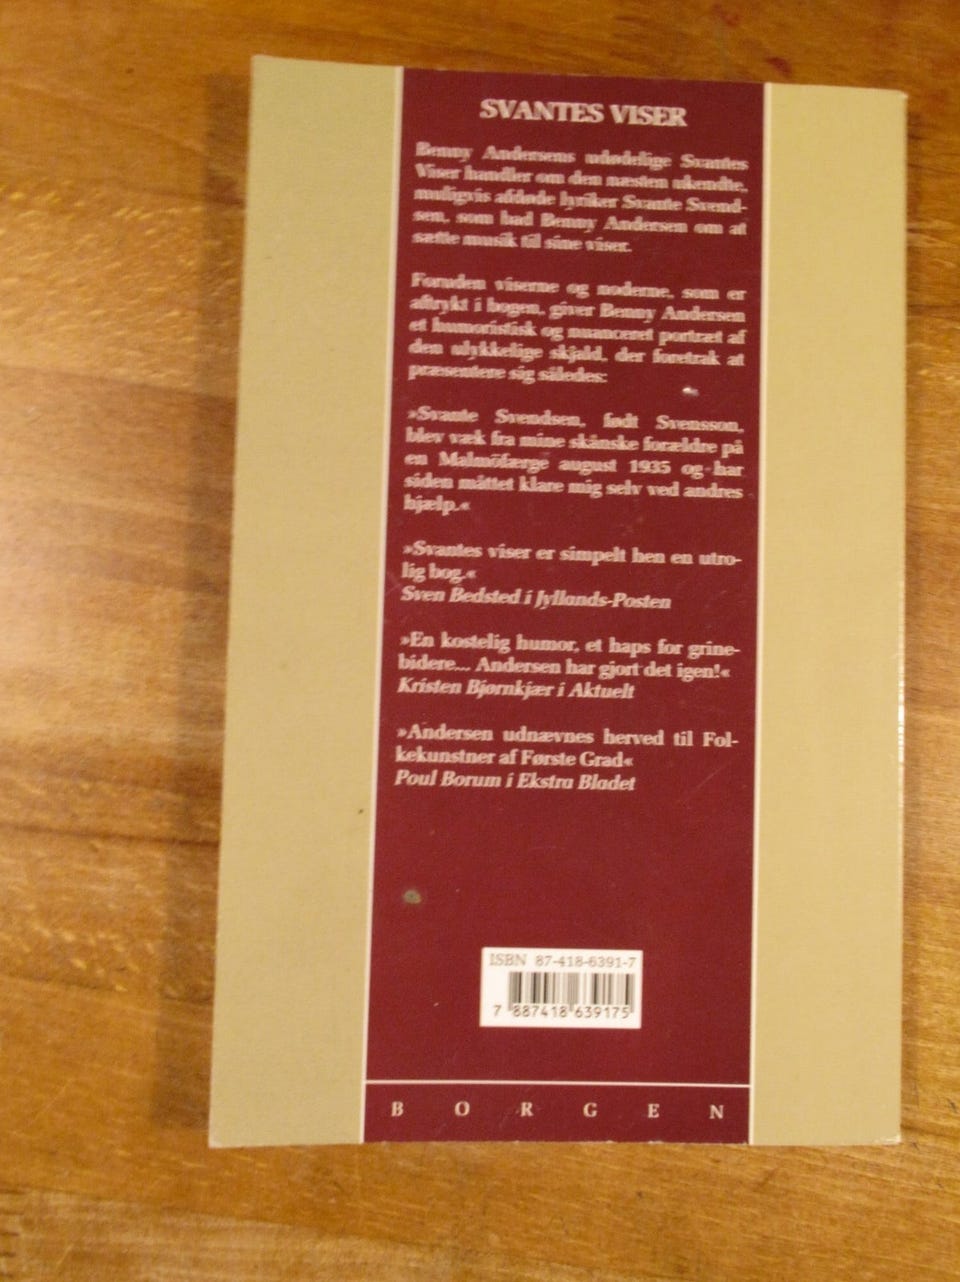 SVANTES VISER
Benny Andersens udødelige Svantes
Viser handler om den næsten ukendte,
muligvis afdøde lyriker Svante Svend-
sen, som bad Benny Andersen om at
sætte musik til sine viser.
Foruden viserne og noderne, som er
aftrykt i bogen, giver Benny Andersen
et humoristisk og nuanceret portræt af
den ulykkelige skjald, der foretrak at
præsentere sig således:
»Svante Svendsen, født Svensson,
blev væk fra mine skånske forældre på
en Malmöfærge august 1935 og har
siden måttet klare mig selv ved andres
hjælp.«
»Svantes viser er simpelt hen en utro-
lig bog.«
Sven Bedsted i Jyllands-Posten
»En kostelig humor, et haps for grine-
bidere... Andersen har gjort det igen!«
Kristen Bjørnkjær i Aktuelt
»Andersen udnævnes herved til Fol-
kekunstner af Første Grad«
Poul Borum i Ekstra Bladet
ISBN 87-418-6391-7
7 887418 639175
BORGEN